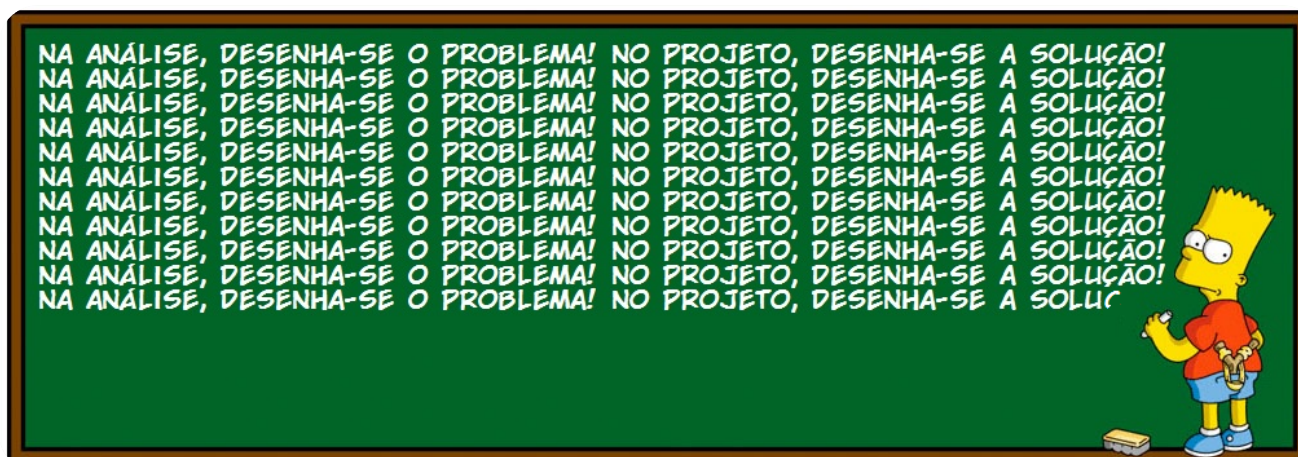 NA ANÁLISE, DESENHA-SE O PROBLEMA! NO PROJETO, DESENHA-SE A SOLUÇÃO!
NA ANÁLISE, DESENHA-SE O PROBLEMA! NO PROJETO, DESENHA-SE A SOLUÇÃO!
NA ANÁLISE, DESENHA-SE O PROBLEMA! NO PROJETO, DESENHA-SE A SOLUÇÃO!
NA ANÁLISE, DESENHA-SE O PROBLEMA! NO PROJETO, DESENHA-SE A SOLUÇÃO!
NA ANÁLISE, DESENHA-SE O PROBLEMA! NO PROJETO, DESENHA-SE A SOLUÇÃO!
NA ANÁLISE, DESENHA-SE O PROBLEMA! NO PROJETO, DESENHA-SE A SOLUÇÃO!
NA ANÁLISE, DESENHA-SE O PROBLEMA! NO PROJETO, DESENHA-SE A SOLUÇÃO!
NA ANÁLISE, DESENHA-SE O PROBLEMA! NO PROJETO, DESENHA-SE A SOLUÇÃO!
NA ANÁLISE, DESENHA-SE O PROBLEMA! NO PROJETO, DESENHA-SE A SOLUÇÃO!
NA ANÁLISE, DESENHA-SE O PROBLEMA! NO PROJETO, DESENHA-SE A SOLUÇÃO!
NA ANÁLISE, DESENHA-SE O PROBLEMA! NO PROJETO, DESENHA-SE A SOLUC